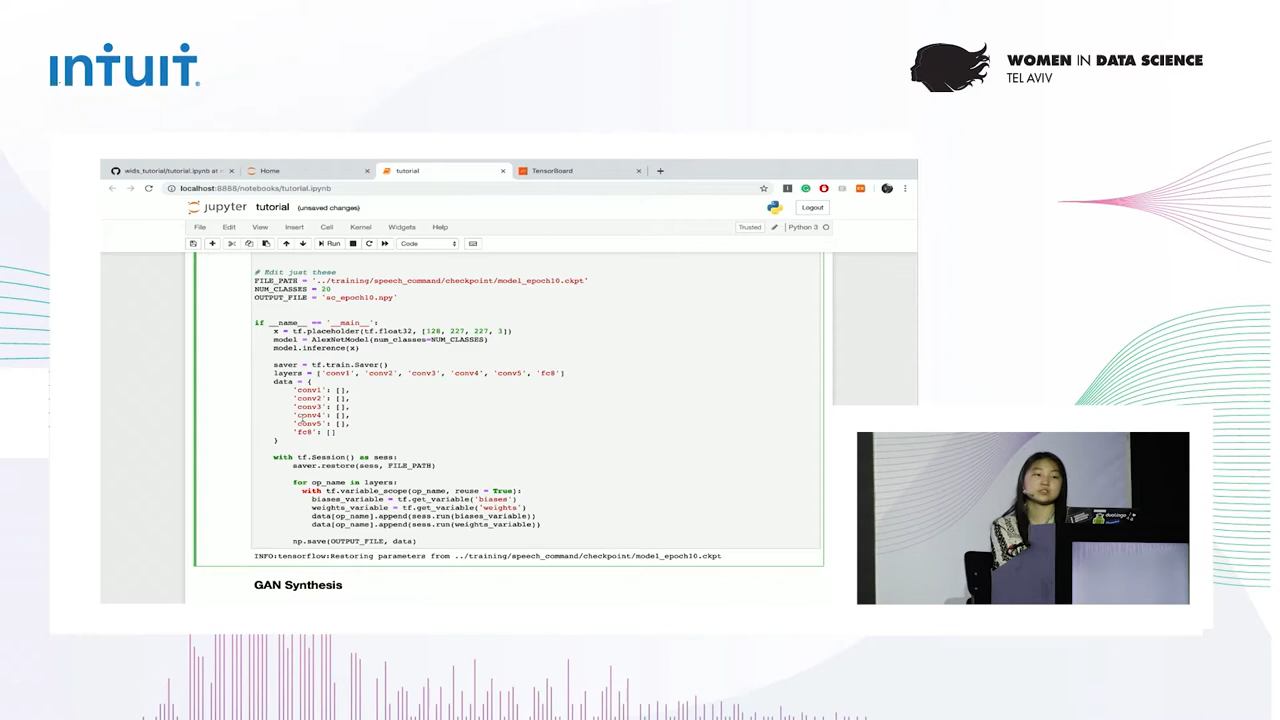 INTUIT
WOMEN IN DATA SCIENCE
TEL AVIV
Home
tutorial
TensorBoard
localhost:8888/notebooks/tutorial.ipynb
jupyter tutorial (unsaved changes)
Logout
File Edit View Insert Cell Kernel Widgets Help
Trusted
Python 3
Run
Code
# Edit just these
FILE_PATH = '../training/speech_command/checkpoint/model_epoch10.ckpt'
NUM_CLASSES = 20
OUTPUT_FILE = 'sc_epoch10.npy'
if __name__ == '__main__':
x = tf.placeholder(tf.float32, [128, 227, 227, 3])
model = AlexNetModel(num_classes=NUM_CLASSES)
model.inference(x)
saver = tf.train.Saver()
layers = ['conv1', 'conv2', 'conv3', 'conv4', 'conv5', 'fc8']
data = {
'conv1': [],
'conv2': [],
'conv3': [],
'conv4': [],
'conv5': [],
'fc8': []
}
with tf.Session() as sess:
saver.restore(sess, FILE_PATH)
for op_name in layers:
with tf.variable_scope(op_name, reuse = True):
biases_variable = tf.get_variable('biases')
weights_variable = tf.get_variable('weights')
data[op_name].append(sess.run(biases_variable))
data[op_name].append(sess.run(weights_variable))
np.save(OUTPUT_FILE, data)
INFO:tensorflow:Restoring parameters from ../training/speech_command/checkpoint/model_epoch10.ckpt
GAN Synthesis
duolingo